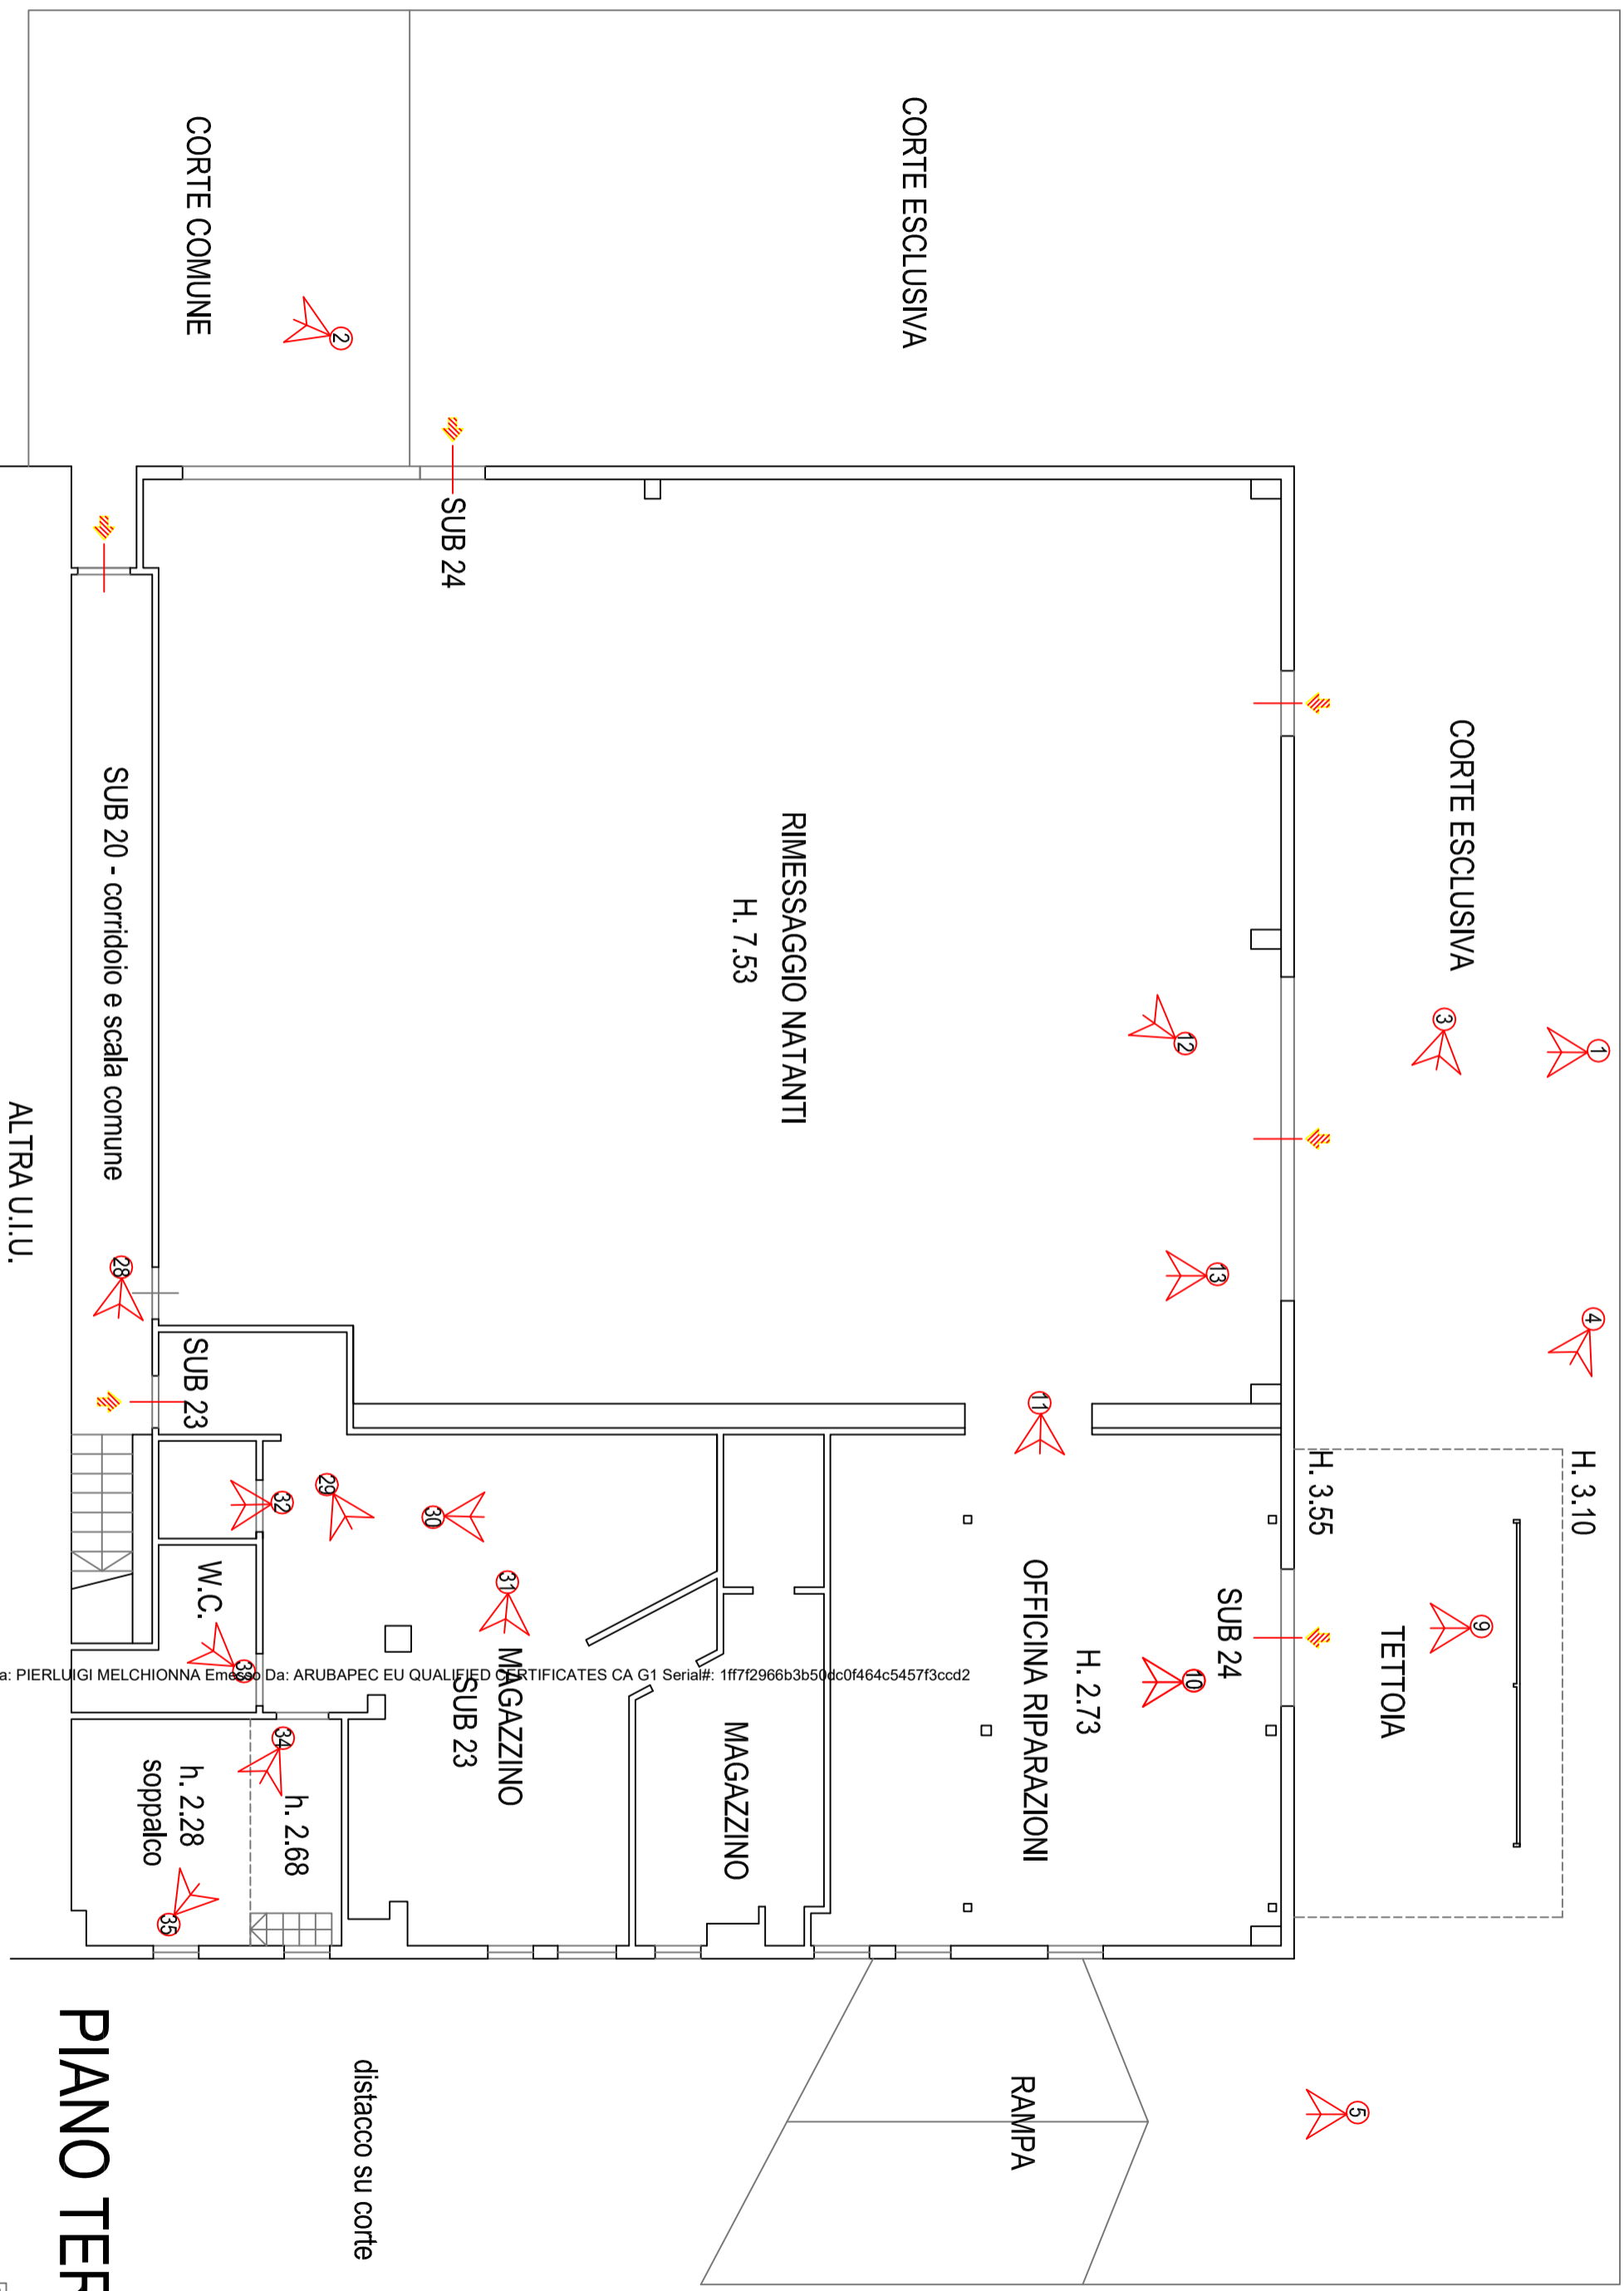 H. 3.10
1
4
CORTE ESCLUSIVA
3
9
TETTOIA
5
H. 3.55
SUB 24
13
10
12
H. 2.73
OFFICINA RIPARAZIONI
11
RAMPA
CORTE ESCLUSIVA
RIMESSAGGIO NATANTI
H. 7.53
MAGAZZINO
SUB 24
31
MAGAZZINO
SUB 23
30
2
29
distacco su corte
32
34
h. 2.68
CORTE COMUNE
SUB 23
W.C.
h. 2.28
soppalco
35
28
SUB 20 - corridoio e scala comune
ALTRA U.I.U.
PIANO TER
a: PIERLUIGI MELCHIONNA Emesso Da: ARUBAPEC EU QUALIFIED CERTIFICATES CA G1 Serial#: 1ff7f2966b3b50dc0f464c5457f3ccd2